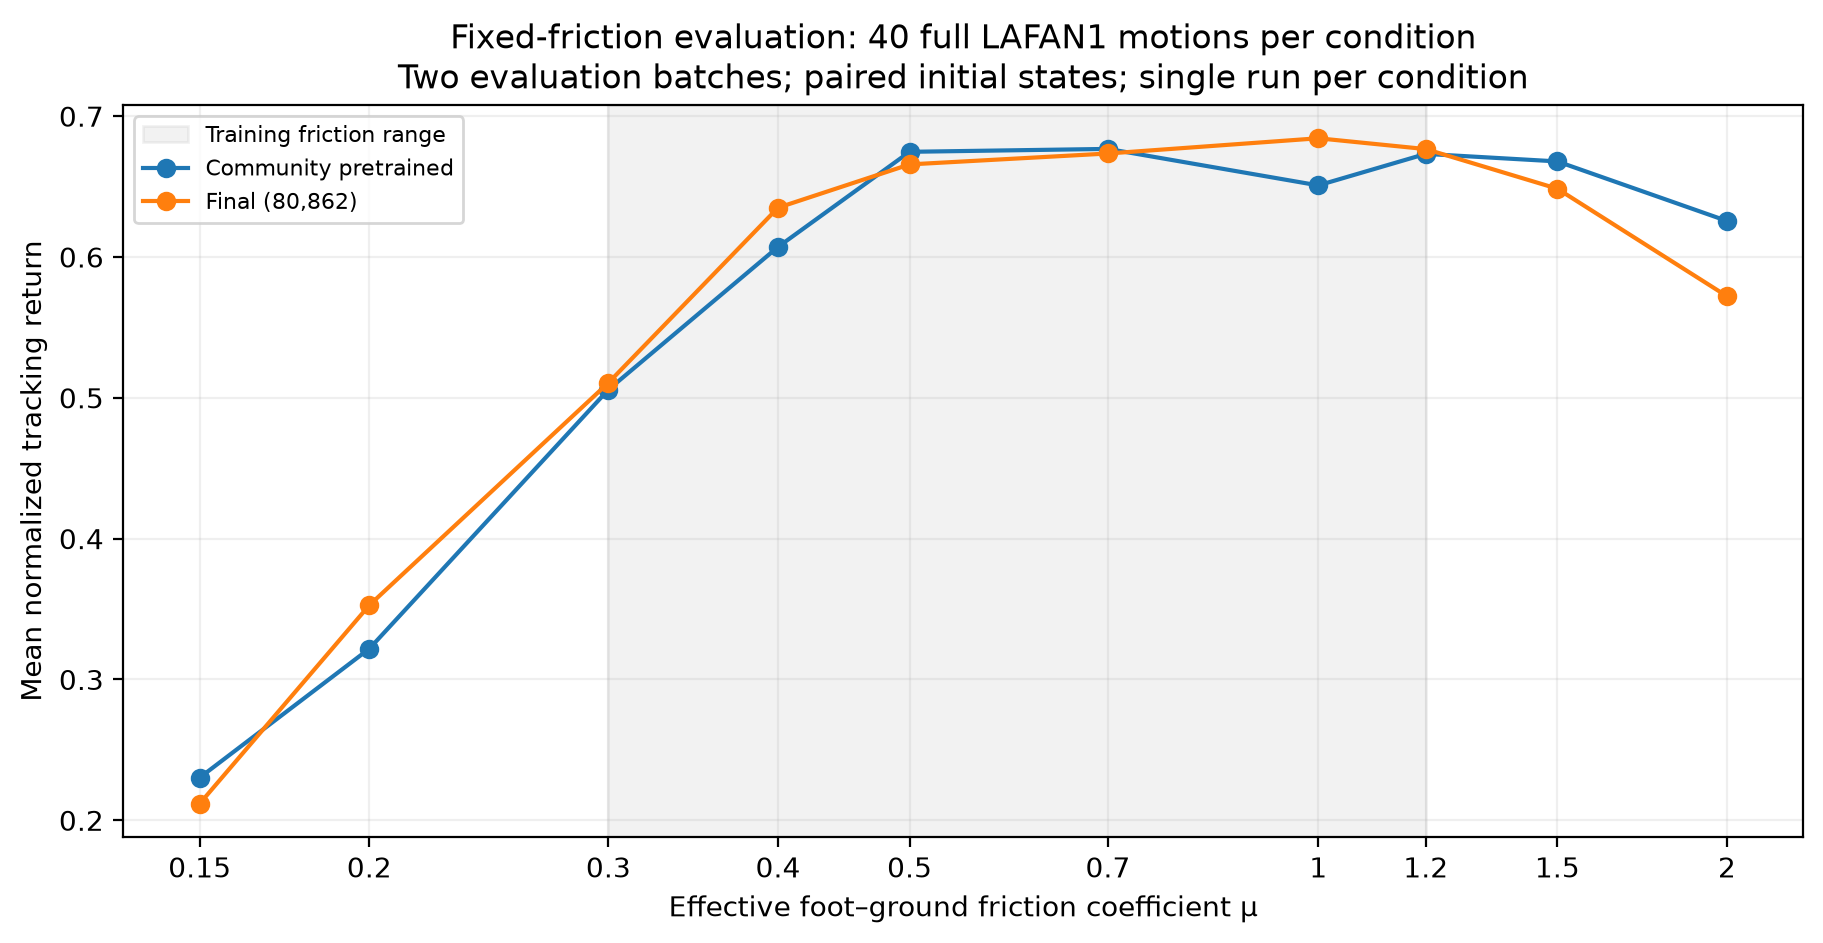 Fixed-friction evaluation: 40 full LAFAN1 motions per condition
Two evaluation batches; paired initial states; single run per condition
Training friction range
Community pretrained
Final (80,862)
Mean normalized tracking return
0.7
0.6
0.5
0.4
0.3
0.2
0.15
0.2
0.3
0.4
0.5
0.7
1
1.2
1.5
2
Effective foot–ground friction coefficient μ